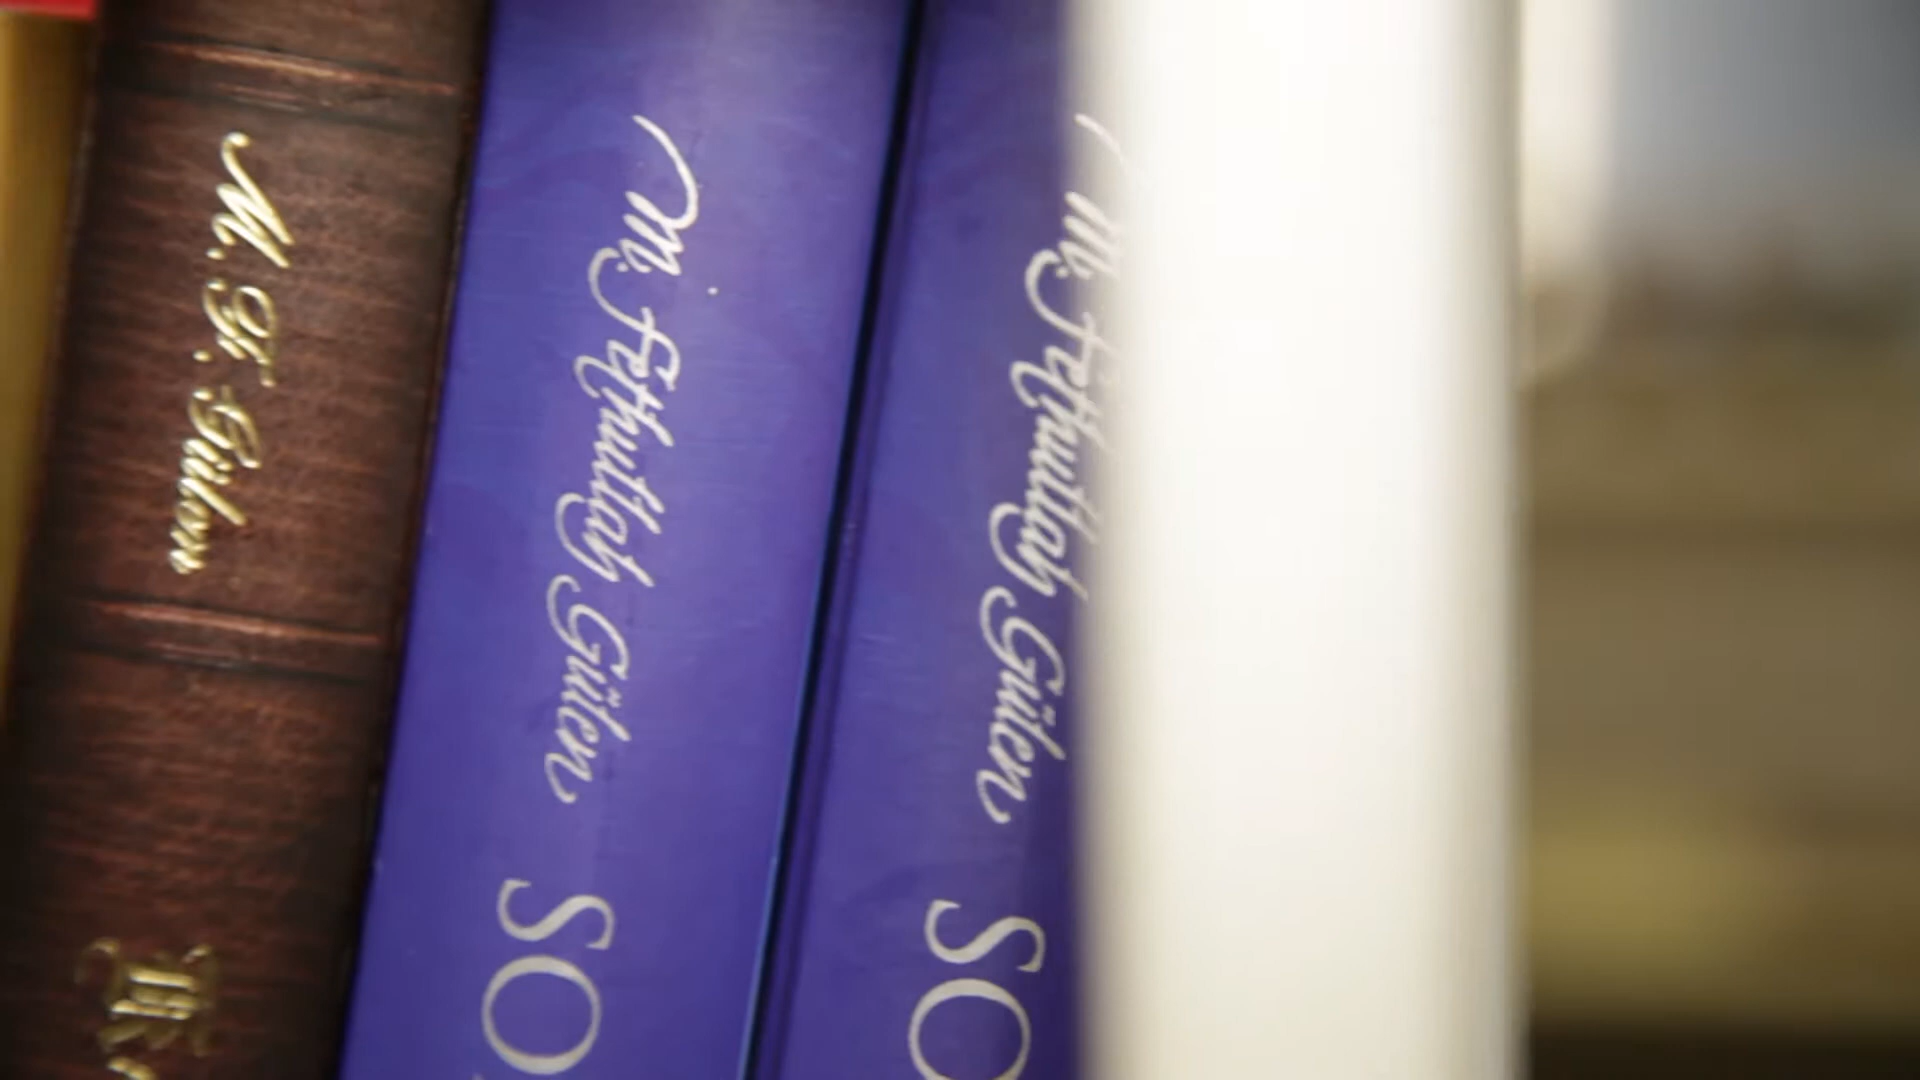 M. F. Gülen
M. Fethullah Gülen
SO
M. Fethullah Gülen
SO